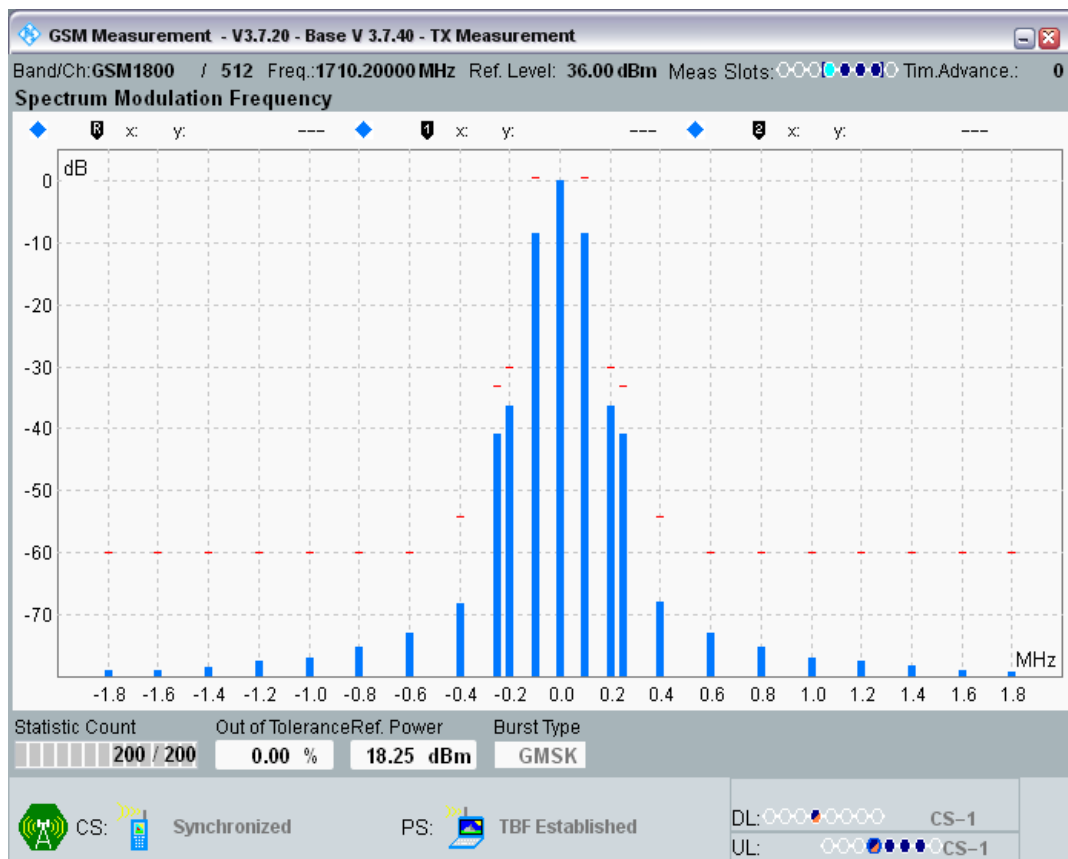 GSM Measurement - V3.7.20 - Base V 3.7.40 - TX Measurement
Band/Ch:GSM1800 / 512 Freq.:1710.20000 MHz Ref. Level: 36.00 dBm Meas Slots: Tim.Advance.: 0
Spectrum Modulation Frequency
R x: y: --- 1 x: y: --- 2 x: y: ---
dB
0
-10
-20
-30
-40
-50
-60
-70
MHz
-1.8 -1.6 -1.4 -1.2 -1.0 -0.8 -0.6 -0.4 -0.2 0.0 0.2 0.4 0.6 0.8 1.0 1.2 1.4 1.6 1.8
Statistic Count Out of Tolerance Ref. Power Burst Type
200 / 200 0.00 % 18.25 dBm GMSK
CS: Synchronized PS: TBF Established
DL: CS-1
UL: CS-1